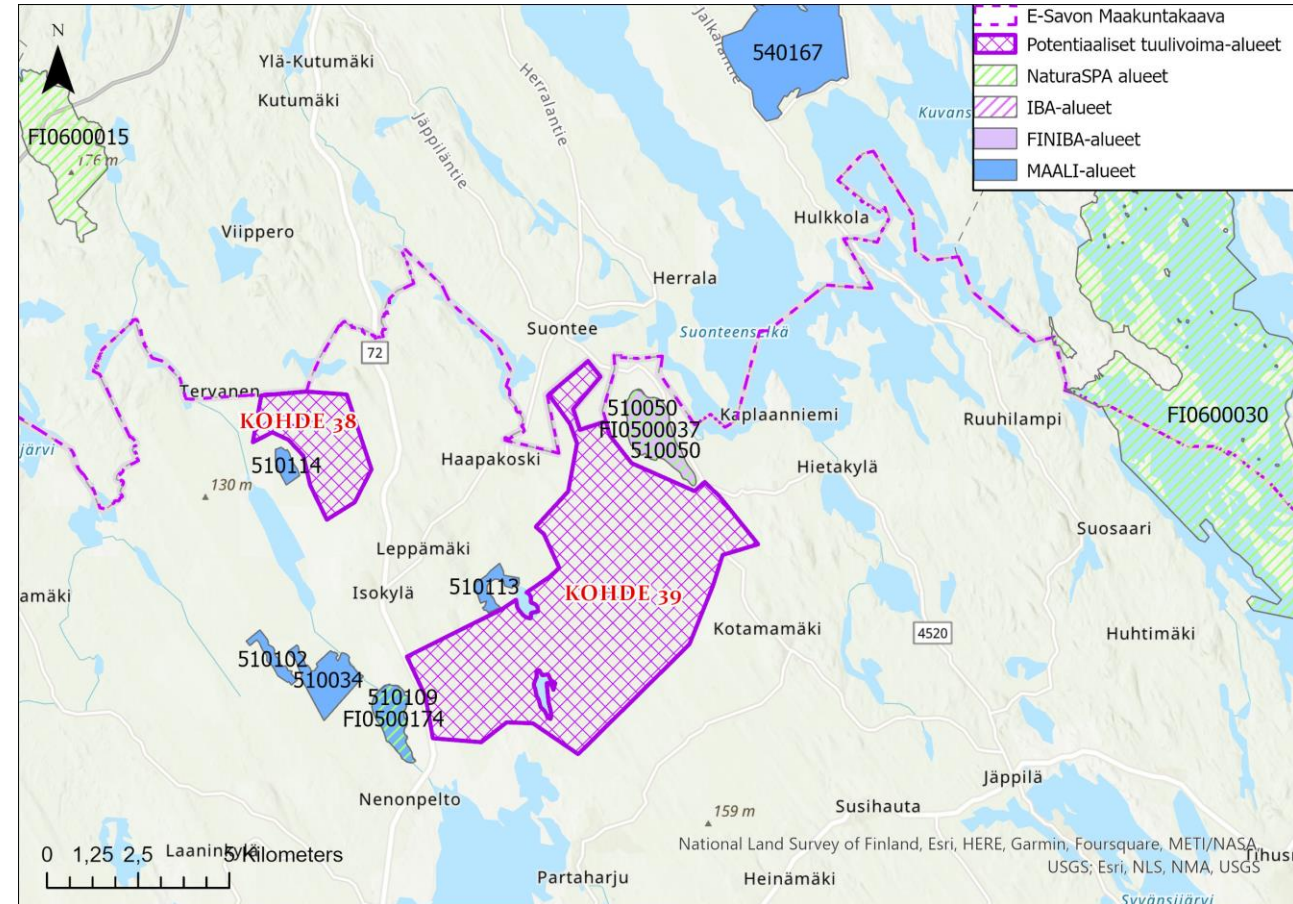 N
E-Savon Maakuntakaava
Potentiaaliset tuulivoima-alueet
NaturaSPA alueet
IBA-alueet
FINIBA-alueet
MAALI-alueet
Jalkalantie
540167
Ylä-Kutumäki
Kutumäki
Herralantie
Jäppiläntie
Kuvans
FI0600015
176 m
Viippero
Hulkkola
Herrala
Suontee
Suonteenselkä
72
Tervanen
KOHDE 38
510050
FI0500037
510050
Kaplaanniemi
Ruuhilampi
FI0600030
järvi
510114
130 m
Haapakoski
Hietakylä
Suosaari
Leppämäki
510113
Isokylä
KOHDE 39
amäki
Kotamamäki
4520
Huhtimäki
510102
510034
510109
FI0500174
Nenonpelto
Jäppilä
159 m
Susihauta
0 1,25 2,5 5 Kilometers
National Land Survey of Finland, Esri, HERE, Garmin, Foursquare, METI/NASA,
USGS; Esri, NLS, NMA, USGS
Partaharju
Heinämäki
Syvänsijärvi